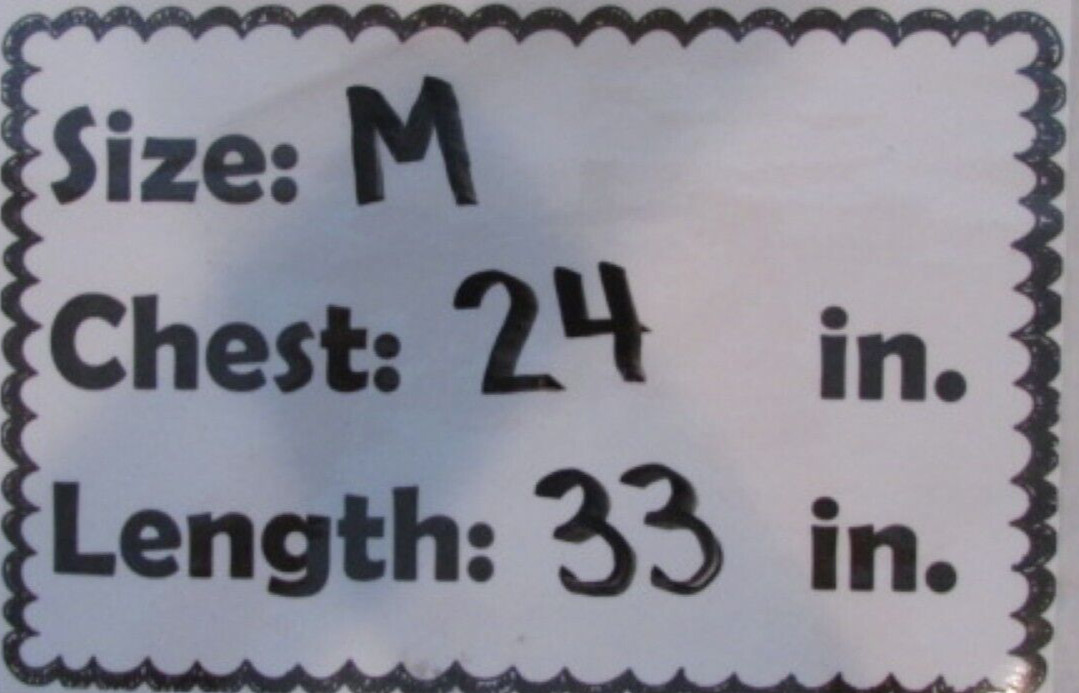 Size: M
Chest: 24 in.
Length: 33 in.